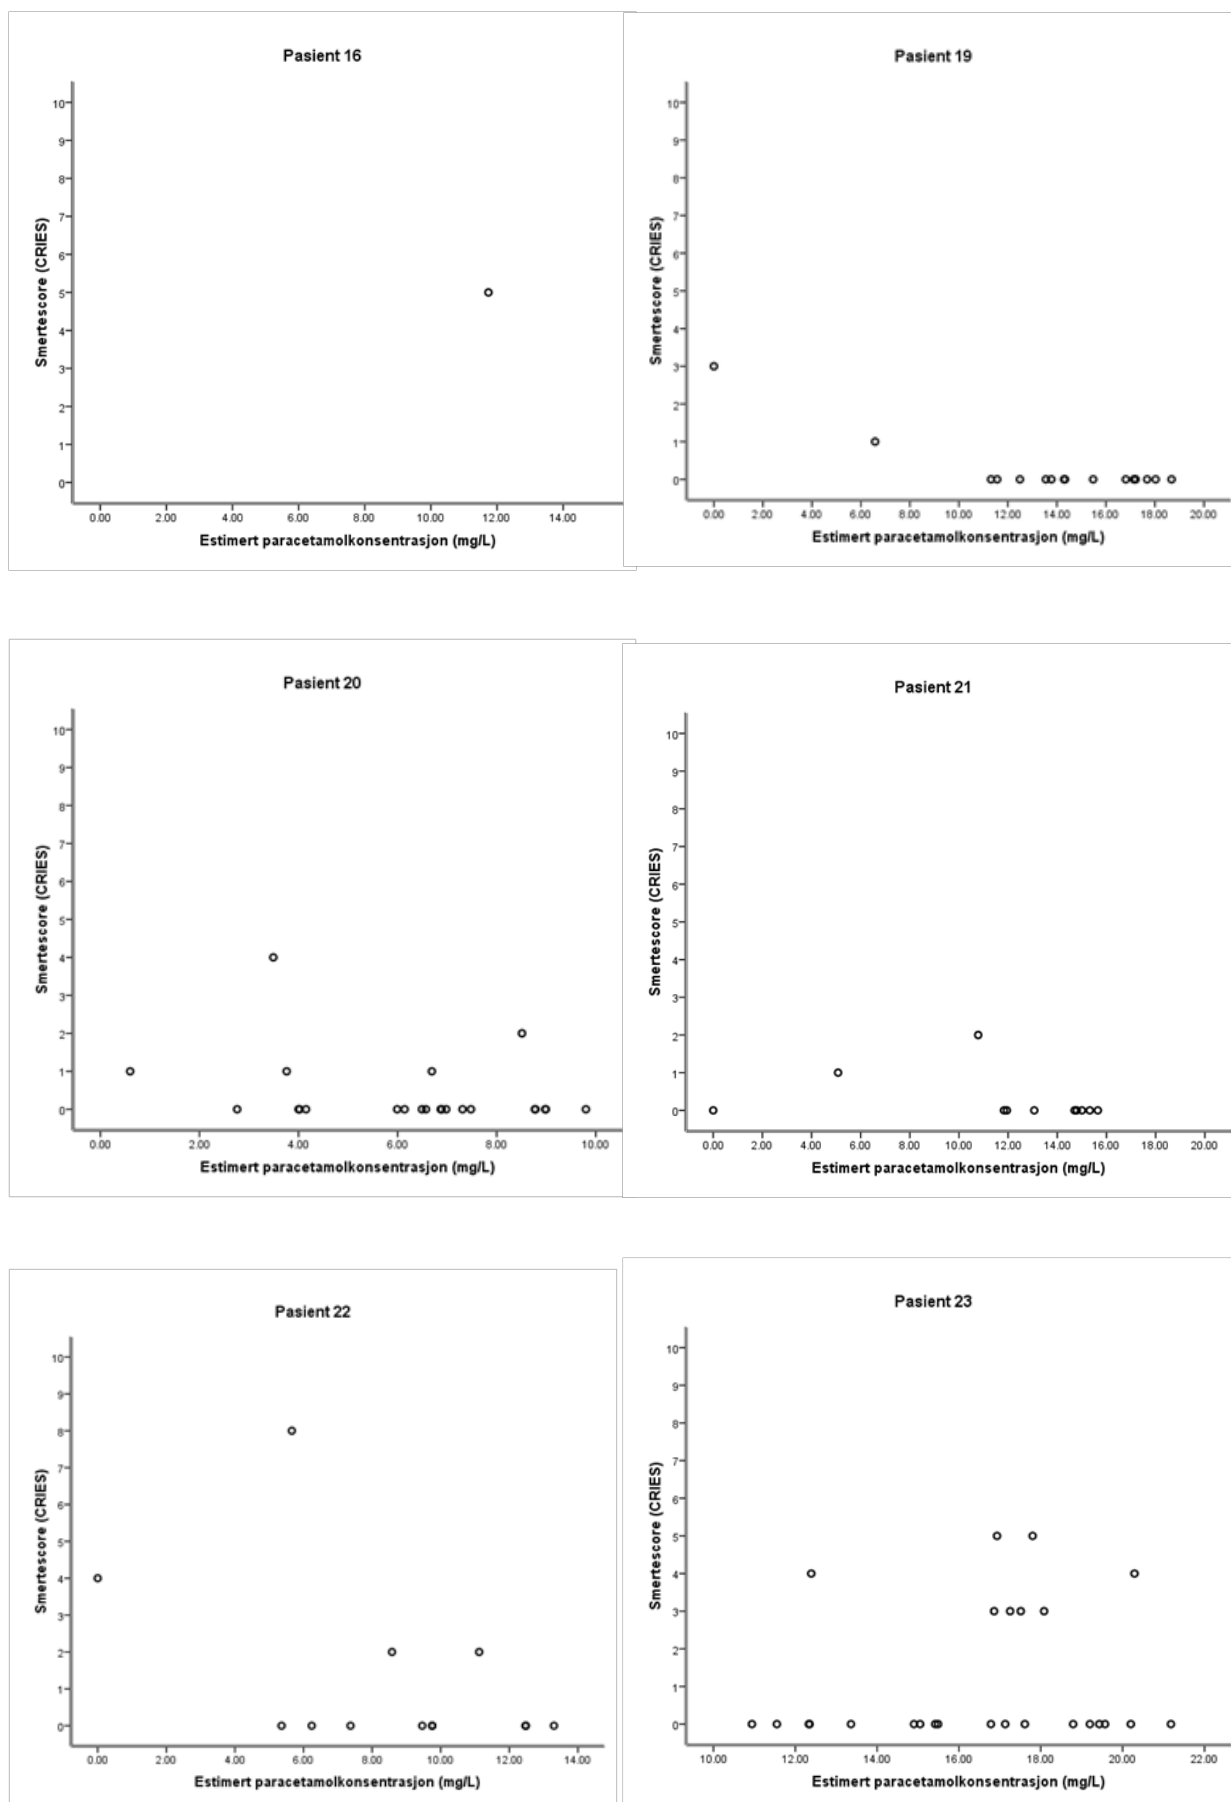 Pasient 16
10
9
8
7
6
5
4
3
2
1
0
Smertescore (CRIES)
0.00 2.00 4.00 6.00 8.00 10.00 12.00 14.00
Estimert paracetamolkonsentrasjon (mg/L)
Pasient 19
10
9
8
7
6
5
4
3
2
1
0
Smertescore (CRIES)
0.00 2.00 4.00 6.00 8.00 10.00 12.00 14.00 16.00 18.00 20.00
Estimert paracetamolkonsentrasjon (mg/L)
Pasient 20
10
9
8
7
6
5
4
3
2
1
0
Smertescore (CRIES)
0.00 2.00 4.00 6.00 8.00 10.00
Estimert paracetamolkonsentrasjon (mg/L)
Pasient 21
10
9
8
7
6
5
4
3
2
1
0
Smertescore (CRIES)
0.00 2.00 4.00 6.00 8.00 10.00 12.00 14.00 16.00 18.00 20.00
Estimert paracetamolkonsentrasjon (mg/L)
Pasient 22
10
9
8
7
6
5
4
3
2
1
0
Smertescore (CRIES)
0.00 2.00 4.00 6.00 8.00 10.00 12.00 14.00
Estimert paracetamolkonsentrasjon (mg/L)
Pasient 23
10
9
8
7
6
5
4
3
2
1
0
Smertescore (CRIES)
10.00 12.00 14.00 16.00 18.00 20.00 22.00
Estimert paracetamolkonsentrasjon (mg/L)